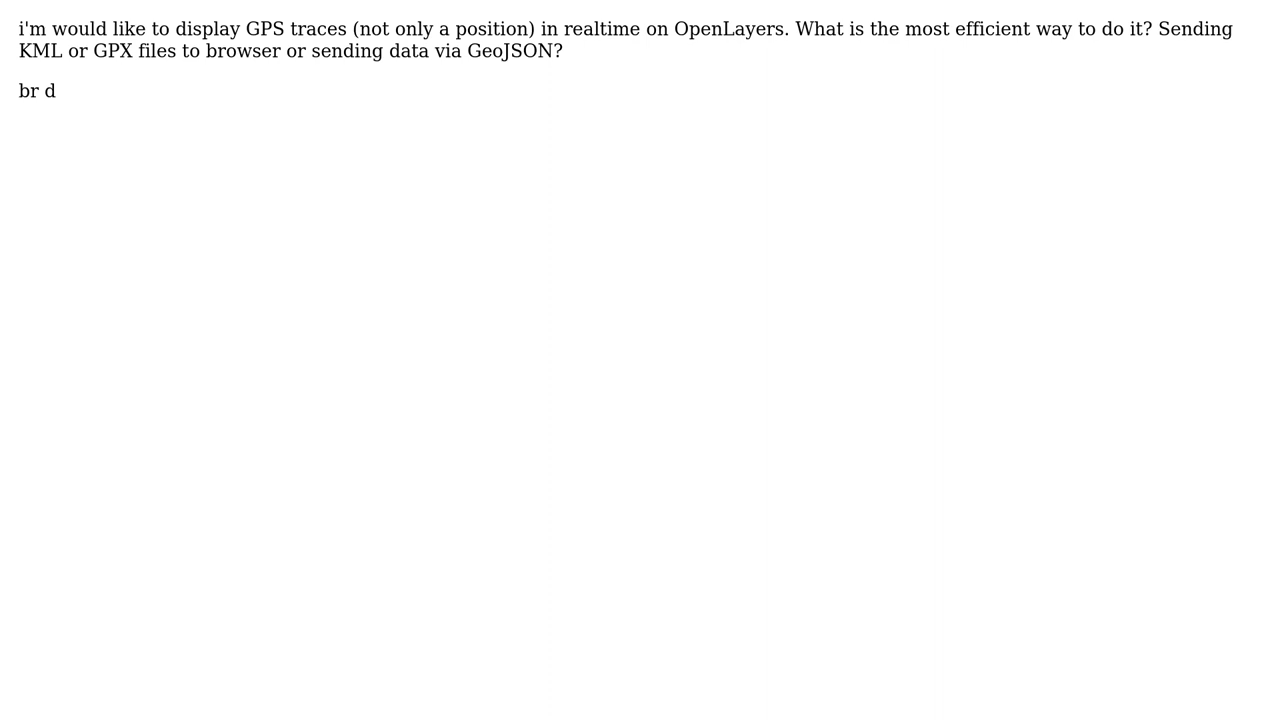 i'm would like to display GPS traces (not only a position) in realtime on OpenLayers. What is the most efficient way to do it? Sending
KML or GPX files to browser or sending data via GeoJSON?
br d